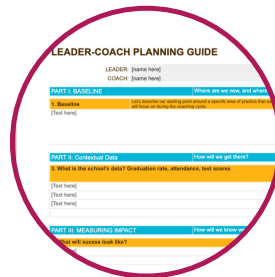 LEADER-COACH PLANNING GUIDE
LEADER: [name here]
COACH: [name here]
PART I: BASELINE Where are we now, and where
1. Baseline Let's describe our starting point around a specific area of practice that we
will focus on during the coaching cycle.
[Text here]
PART II: Contextual Data How will we get there?
3. What is the school's data? Graduation rate, attendance, test scores
[Text here]
[Text here]
[Text here]
PART III: MEASURING IMPACT How will we know
What will success look like?